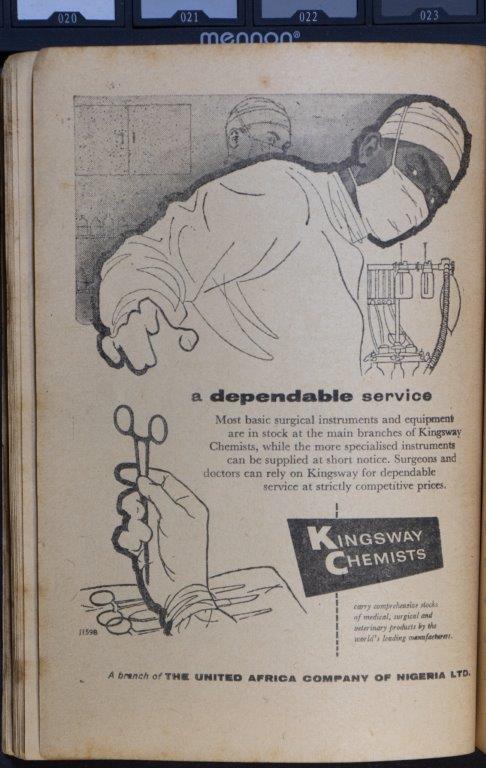 020
021
022
023
mennon®
a dependable service
Most basic surgical instruments and equipment
are in stock at the main branches of Kingsway
Chemists, while the more specialised instruments
can be supplied at short notice. Surgeons and
doctors can rely on Kingsway for dependable
service at strictly competitive prices.
KINGSWAY
CHEMISTS
carry comprehensive stocks
of medical, surgical and
veterinary products by the
world's leading manufacturers.
J159B
A branch of THE UNITED AFRICA COMPANY OF NIGERIA LTD.